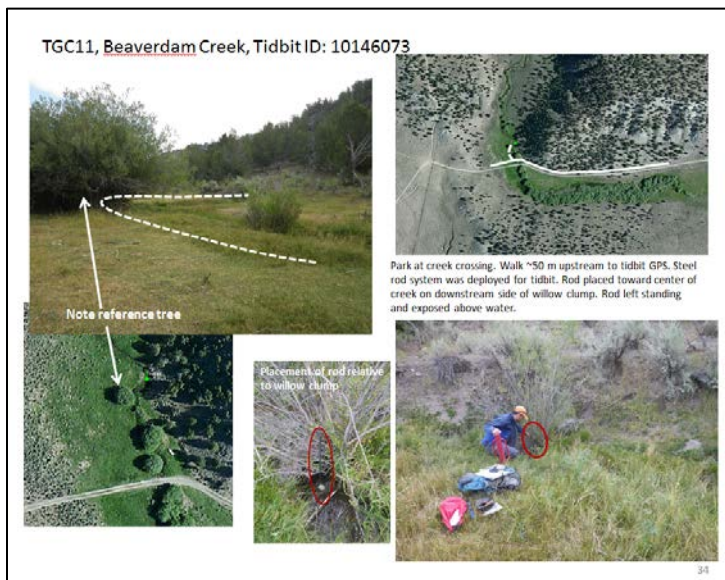 TGC11, Beaverdam Creek, Tidbit ID: 10146073
Park at creek crossing. Walk ~50 m upstream to tidbit GPS. Steel
rod system was deployed for tidbit. Rod placed toward center of
creek on downstream side of willow clump. Rod left standing
and exposed above water.
Note reference tree
Placement of rod relative
to willow clump
34